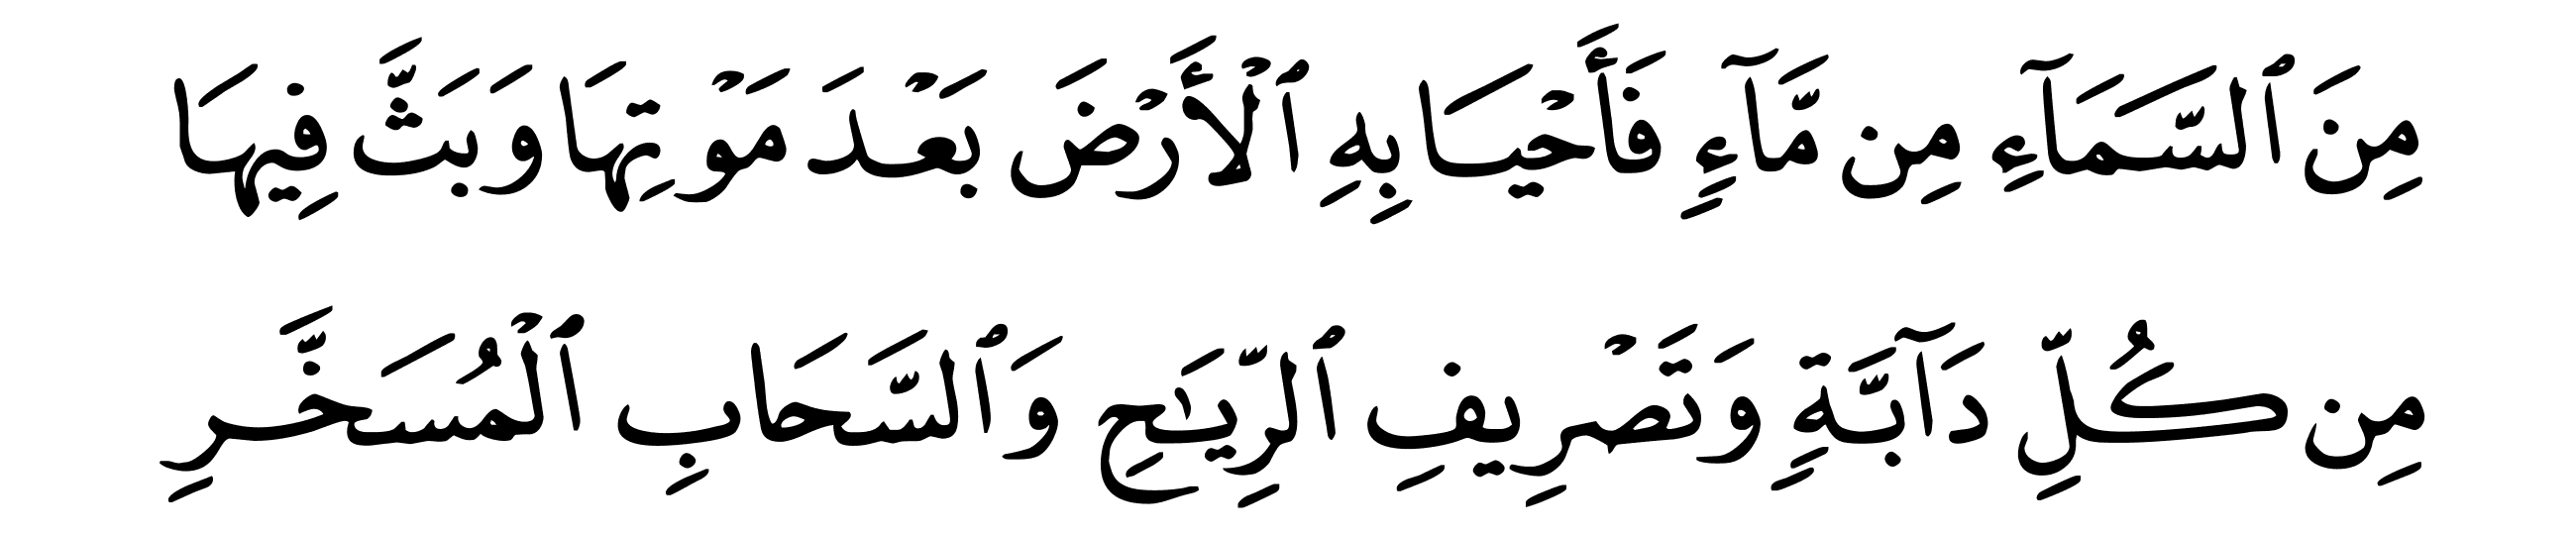 مِنَ ٱلسَّمَآءِ مِن مَّآءٍ فَأَحۡيَا بِهِ ٱلۡأَرۡضَ بَعۡدَ مَوۡتِهَا وَبَثَّ فِيهَا
مِن كُلِّ دَآبَّةٍ وَتَصۡرِيفِ ٱلرِّيَٰحِ وَٱلسَّحَابِ ٱلۡمُسَخَّرِ